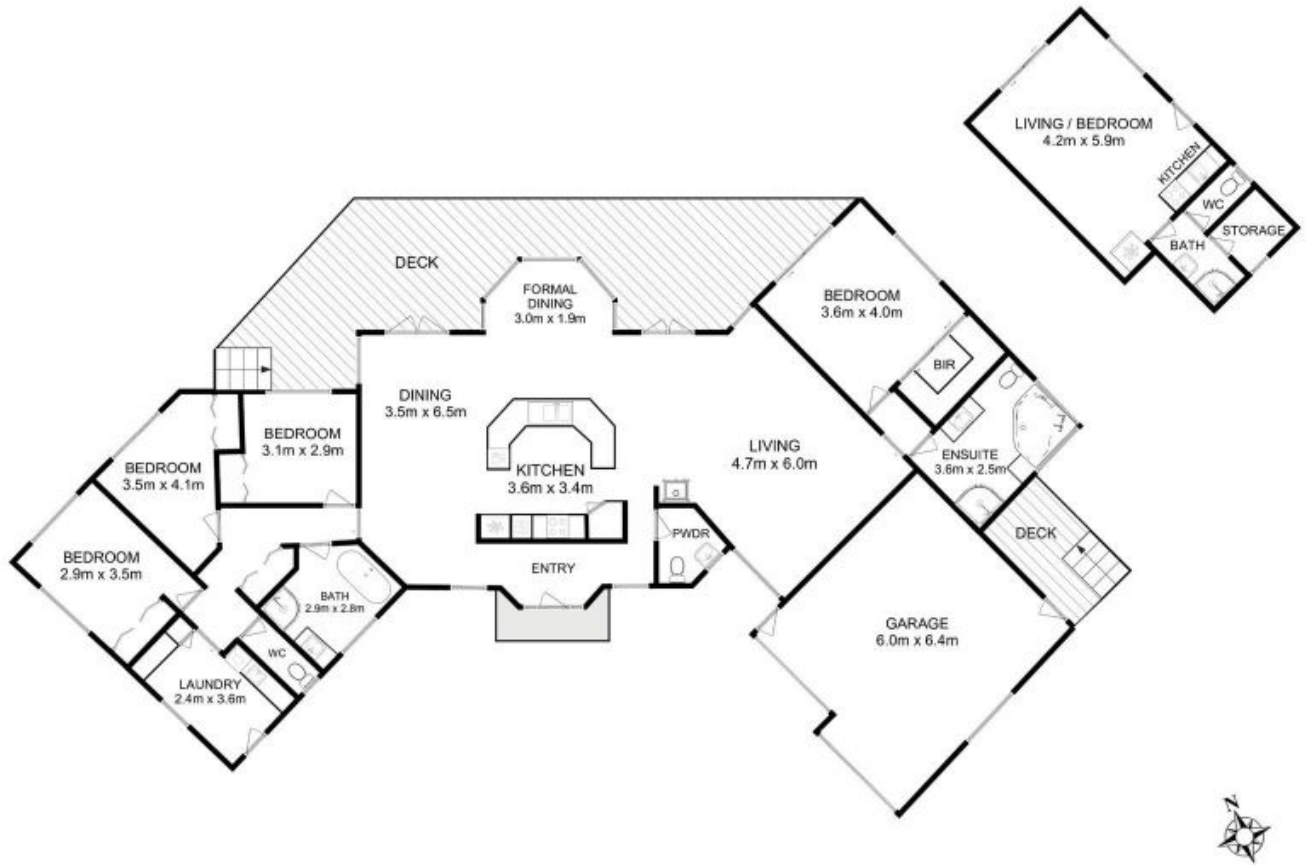 LIVING / BEDROOM
4.2m x 5.9m
KITCHEN
WC
STORAGE
BATH
DECK
FORMAL
DINING
3.0m x 1.9m
BEDROOM
3.6m x 4.0m
BIR
DINING
3.5m x 6.5m
BEDROOM
3.1m x 2.9m
BEDROOM
3.5m x 4.1m
KITCHEN
3.6m x 3.4m
LIVING
4.7m x 6.0m
ENSUITE
3.6m x 2.5m
PWDR
DECK
BEDROOM
2.9m x 3.5m
ENTRY
BATH
2.9m x 2.8m
GARAGE
6.0m x 6.4m
WC
LAUNDRY
2.4m x 3.6m
N